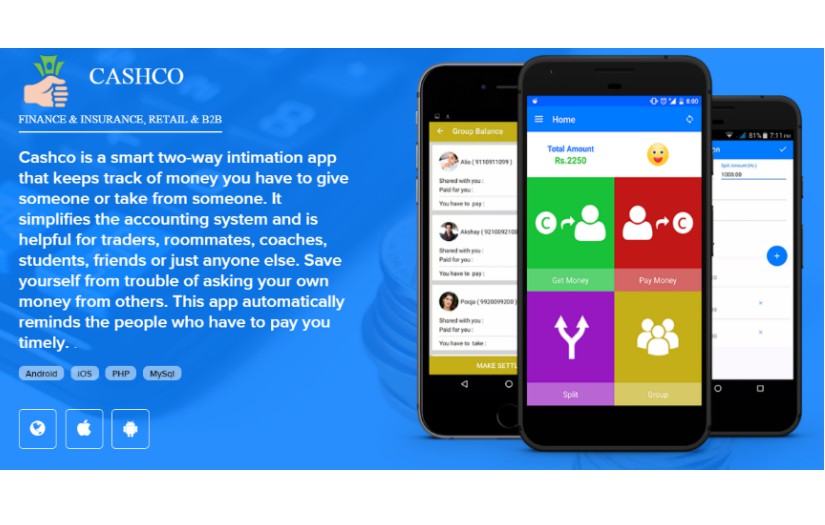 CASHCO
FINANCE & INSURANCE, RETAIL & B2B
Cashco is a smart two-way intimation app
that keeps track of money you have to give
someone or take from someone. It
simplifies the accounting system and is
helpful for traders, roommates, coaches,
students, friends or just anyone else. Save
yourself from trouble of asking your own
money from others. This app automatically
reminds the people who have to pay you
timely. .
Android iOS PHP MySql
Group Balance
( 9110911099 )
Shared with you :
Paid for you :
You have to pay :
Akshay ( 9210092100
Shared with you :
Paid for you :
You have to pay :
Pooja ( 9920099200 )
Shared with you :
Paid for you :
You have to take :
MAKE SETTL
8:00
Home
Total Amount
Rs.2250
C C
Get Money Pay Money
Split Group
81% 7:11 PM
on
Split Amount (Rs.)
1000.00